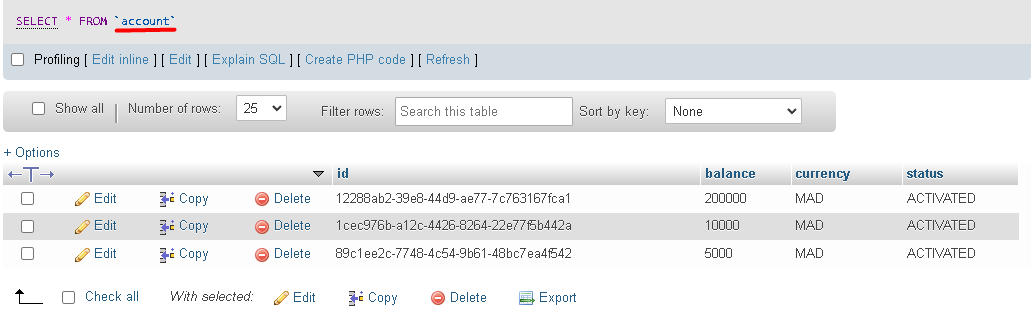 SELECT * FROM `account`
Profiling [ Edit inline ] [ Edit ] [ Explain SQL ] [ Create PHP code ] [ Refresh ]
Show all Number of rows: 25 Filter rows: Search this table Sort by key: None
+ Options
id balance currency status
Edit Copy Delete 12288ab2-39e8-44d9-ae77-7c763167fca1 200000 MAD ACTIVATED
Edit Copy Delete 1cec976b-a12c-4426-8264-22e77f5b442a 10000 MAD ACTIVATED
Edit Copy Delete 89c1ee2c-7748-4c54-9b61-48bc7ea4f542 5000 MAD ACTIVATED
Check all With selected: Edit Copy Delete Export